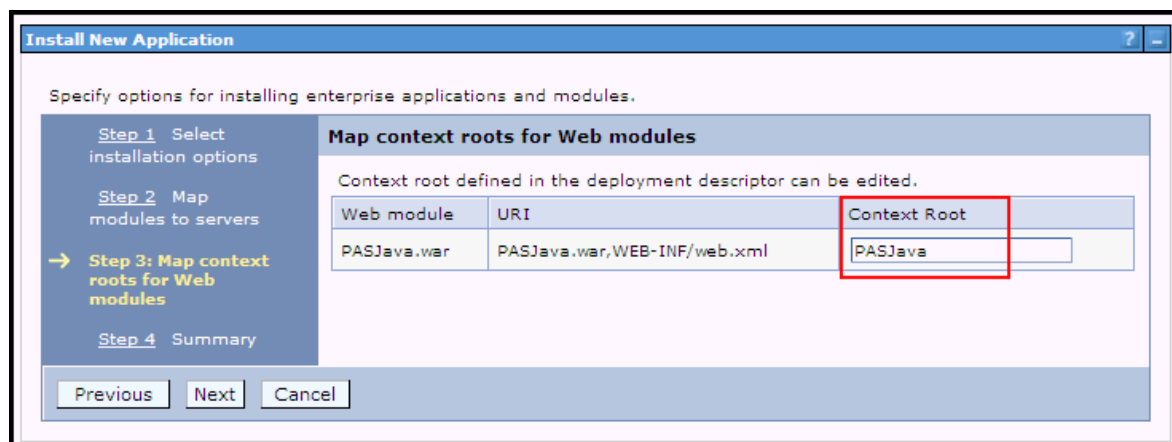 Install New Application ? -
Specify options for installing enterprise applications and modules.
Step 1 Select
installation options
Step 2 Map
modules to servers
→ Step 3: Map context
roots for Web
modules
Step 4 Summary
Map context roots for Web modules
Context root defined in the deployment descriptor can be edited.
Web module URI Context Root
PASJava.war PASJava.war,WEB-INF/web.xml PASJava
Previous Next Cancel